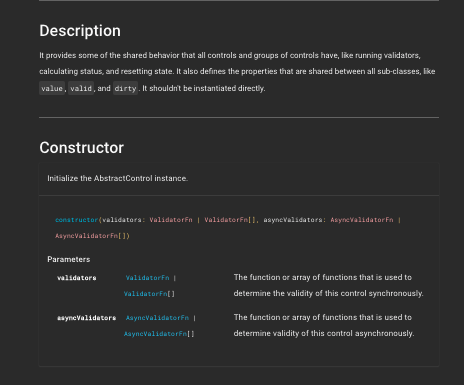 Description
It provides some of the shared behavior that all controls and groups of controls have, like running validators,
calculating status, and resetting state. It also defines the properties that are shared between all sub-classes, like
value, valid, and dirty. It shouldn't be instantiated directly.
Constructor
Initialize the AbstractControl instance.
constructor(validators: ValidatorFn | ValidatorFn[], asyncValidators: AsyncValidatorFn |
AsyncValidatorFn[])
Parameters
validators ValidatorFn | The function or array of functions that is used to
ValidatorFn[] determine the validity of this control synchronously.
asyncValidators AsyncValidatorFn | The function or array of functions that is used to
AsyncValidatorFn[] determine validity of this control asynchronously.